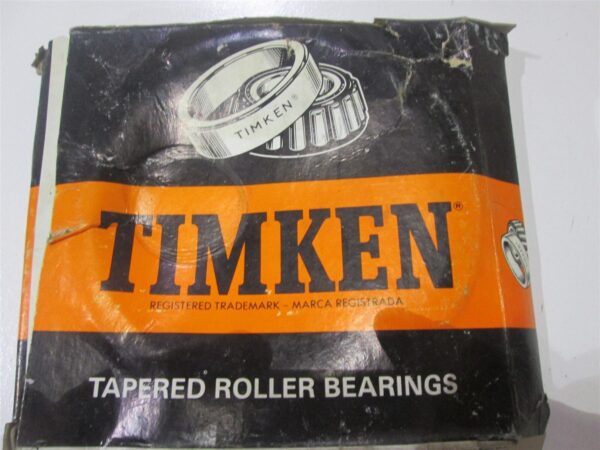 TIMKEN®
TIMKEN®
REGISTERED TRADEMARK – MARCA REGISTRADA
TAPERED ROLLER BEARINGS